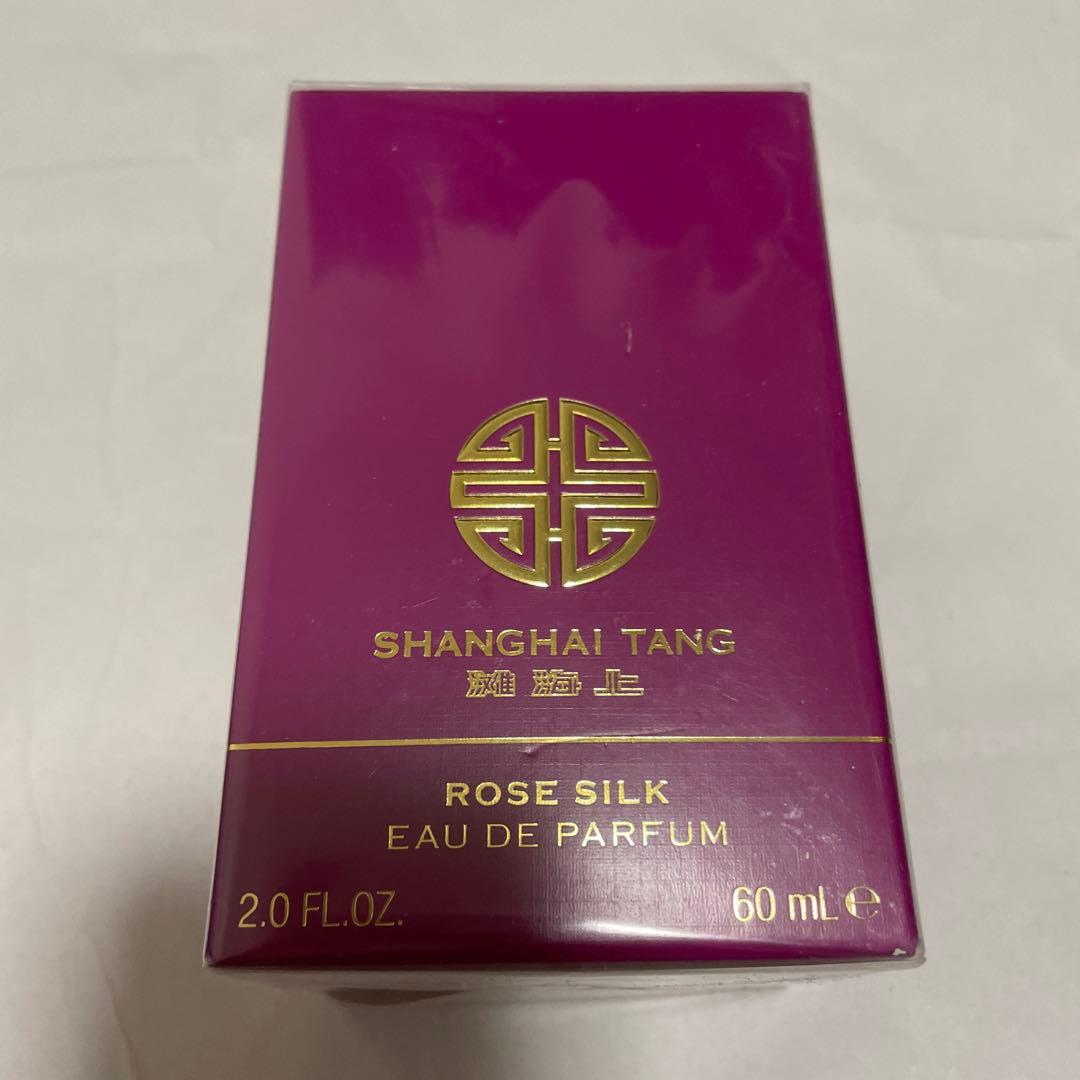 SHANGHAI TANG
灘海上
ROSE SILK
EAU DE PARFUM
2.0 FL.OZ.
60 mL ℮